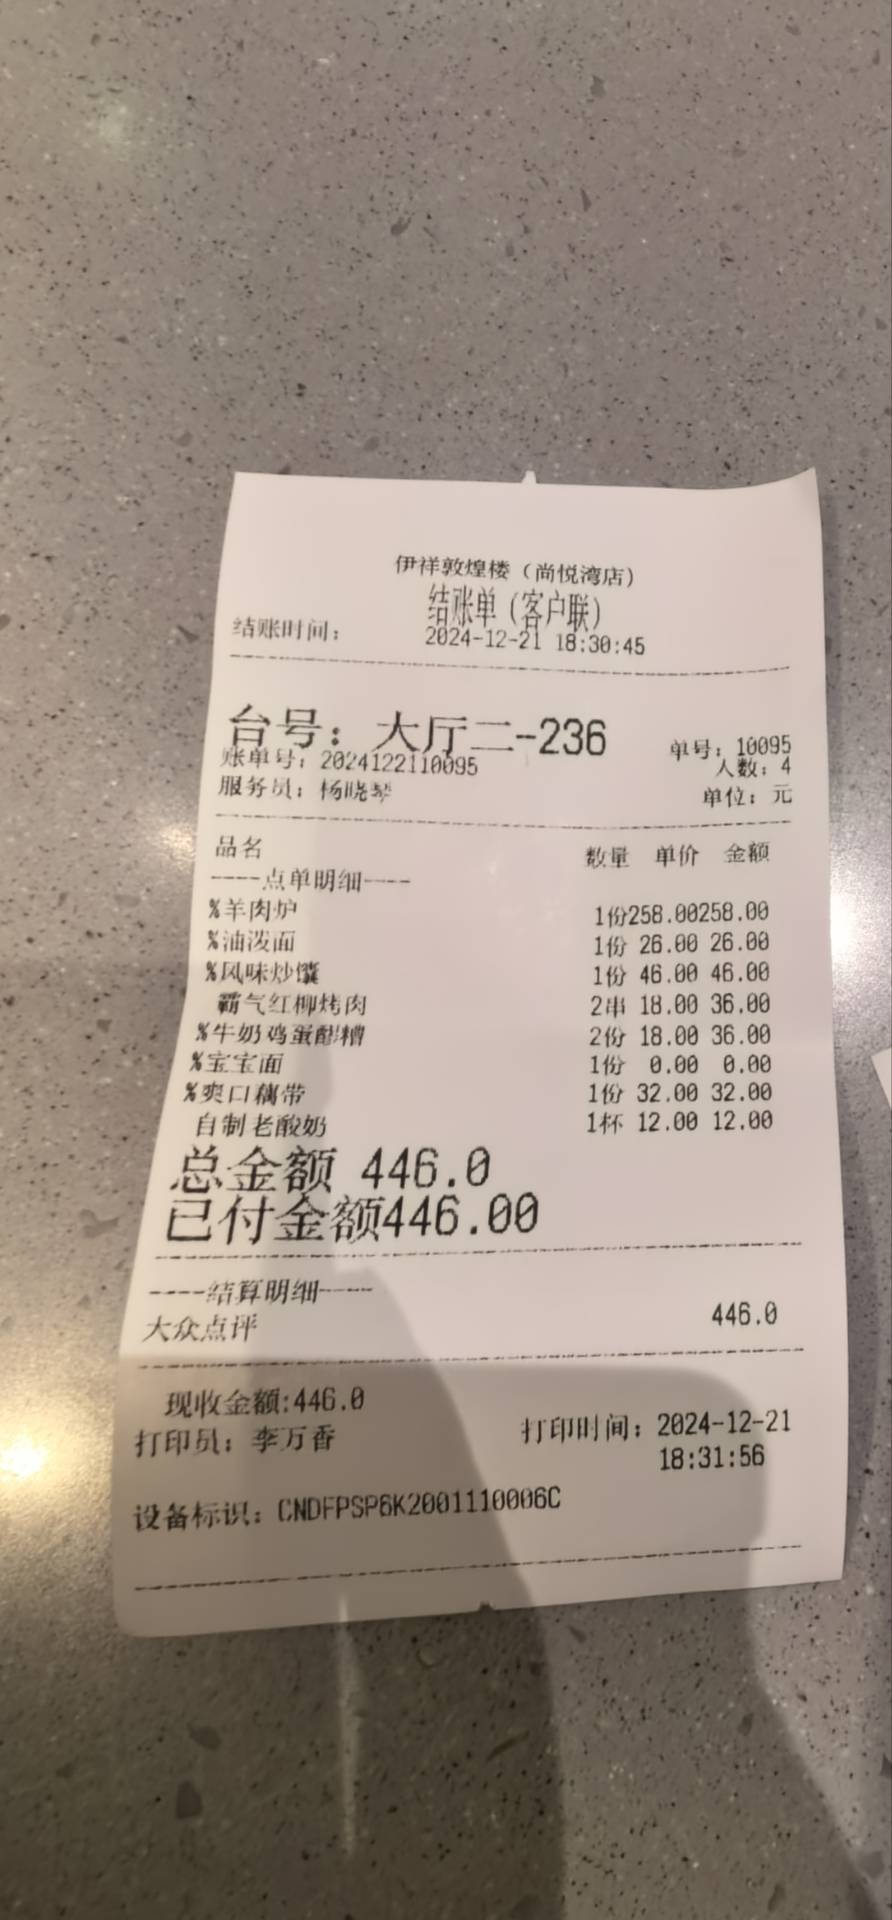 伊祥敦煌楼（尚悦湾店）
结账单（客户联）
结账时间： 2024-12-21 18:30:45
台号：大厅二-236
单号：10095
账单号：2024122110095 人数：4
服务员：杨晓琴 单位：元
品名 数量 单价 金额
----点单明细----
%羊肉炉 1份258.00258.00
%油泼面 1份 26.00 26.00
%风味炒馕 1份 46.00 46.00
霸气红柳烤肉 2串 18.00 36.00
%牛奶鸡蛋醪糟 2份 18.00 36.00
%宝宝面 1份 0.00 0.00
%爽口藕带 1份 32.00 32.00
自制老酸奶 1杯 12.00 12.00
总金额 446.0
已付金额446.00
----结算明细----
大众点评 446.0
现收金额:446.0
打印员：李万香 打印时间：2024-12-21
18:31:56
设备标识：CNDFPSP6K2001110006C